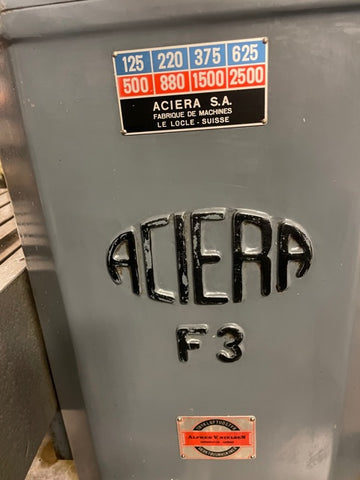 125 220 375 625
500 880 1500 2500
ACIERA S.A.
FABRIQUE DE MACHINES
LE LOCLE - SUISSE
ACIERA
F3
ALFRED V. NIELSEN